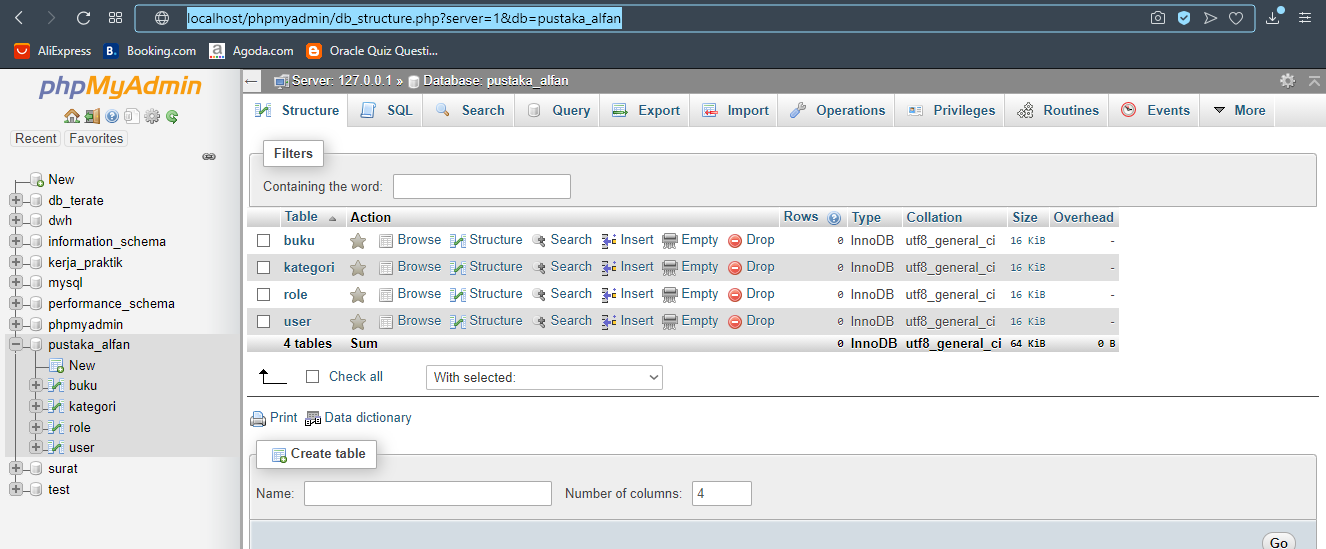 localhost/phpmyadmin/db_structure.php?server=1&db=pustaka_alfan
AliExpress B. Booking.com a Agoda.com Oracle Quiz Questi...
phpMyAdmin
Recent Favorites
New
db_terate
dwh
information_schema
kerja_praktik
mysql
performance_schema
phpmyadmin
pustaka_alfan
New
buku
kategori
role
user
surat
test
Server: 127.0.0.1 » Database: pustaka_alfan
Structure SQL Search Query Export Import Operations Privileges Routines Events More
Filters
Containing the word:
Table Action Rows Type Collation Size Overhead
buku Browse Structure Search Insert Empty Drop 0 InnoDB utf8_general_ci 16 KiB -
kategori Browse Structure Search Insert Empty Drop 0 InnoDB utf8_general_ci 16 KiB -
role Browse Structure Search Insert Empty Drop 0 InnoDB utf8_general_ci 16 KiB -
user Browse Structure Search Insert Empty Drop 0 InnoDB utf8_general_ci 16 KiB -
4 tables Sum 0 InnoDB utf8_general_ci 64 KiB 0 B
Check all With selected:
Print Data dictionary
Create table
Name: Number of columns: 4
Go